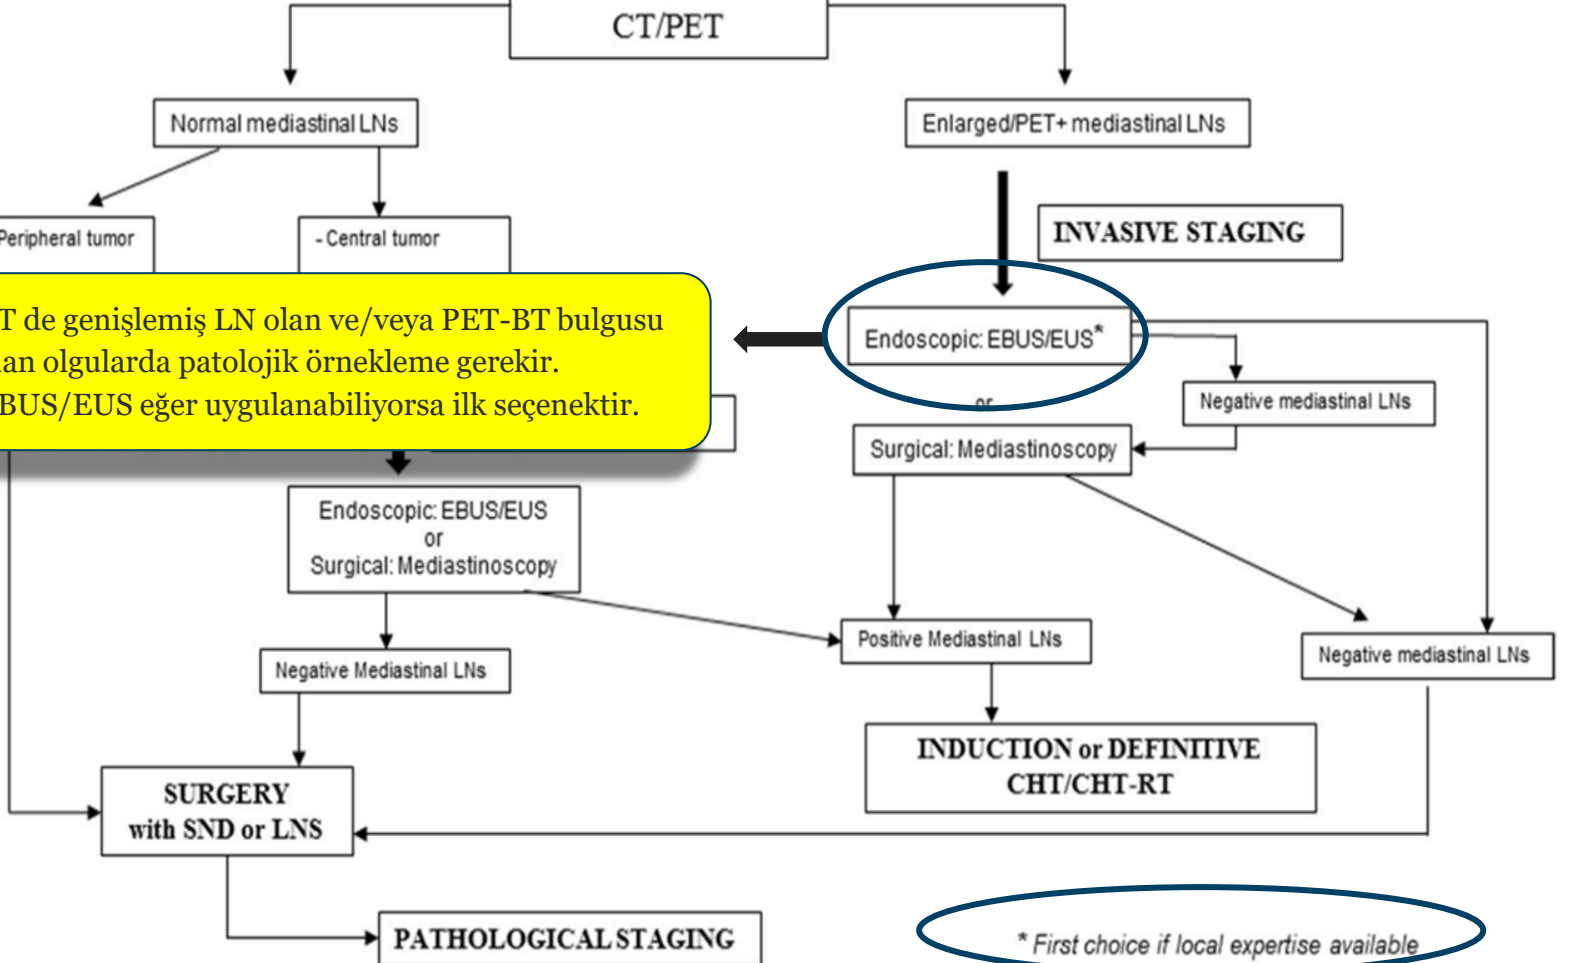 CT/PET
Normal mediastinal LNs
Enlarged/PET+ mediastinal LNs
Peripheral tumor
- Central tumor
INVASIVE STAGING
de genişlemiş LN olan ve/veya PET-BT bulgusu
olgularda patolojik örnekleme gerekir.
BUS/EUS eğer uygulanabiliyorsa ilk seçenektir.
Endoscopic: EBUS/EUS*
or
Negative mediastinal LNs
Surgical: Mediastinoscopy
Endoscopic: EBUS/EUS
or
Surgical: Mediastinoscopy
Positive Mediastinal LNs
Negative mediastinal LNs
Negative Mediastinal LNs
INDUCTION or DEFINITIVE
CHT/CHT-RT
SURGERY
with SND or LNS
PATHOLOGICAL STAGING
* First choice if local expertise available